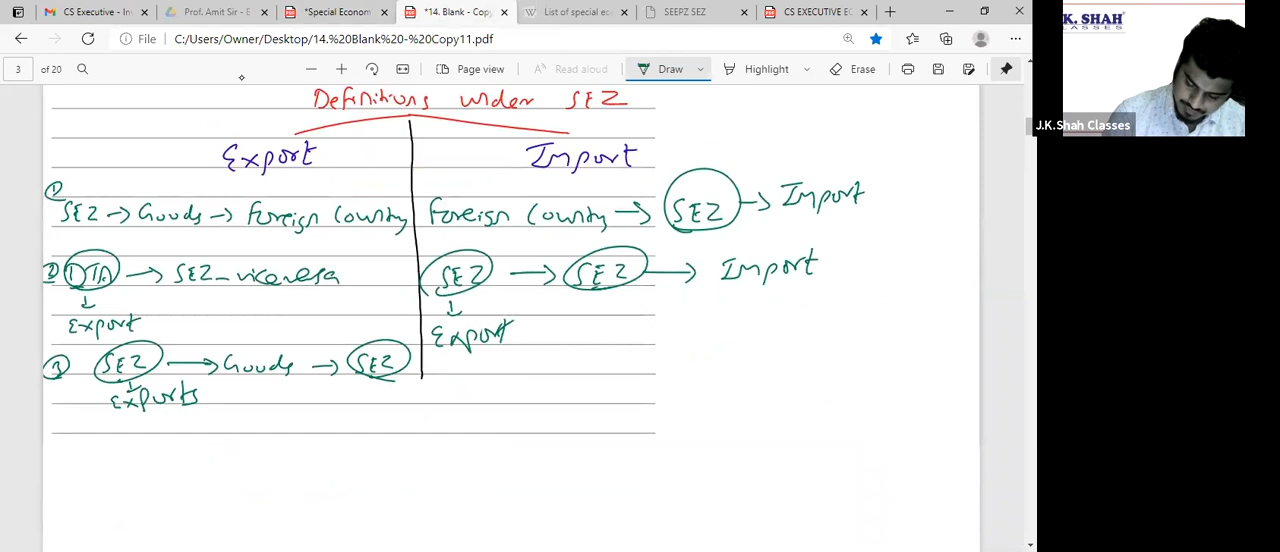 CS Executive - Inv
Prof. Amit Sir - E
*Special Econom
*14. Blank - Cop
List of special ec
SEEPZ SEZ
CS EXECUTIVE EC
File
C:/Users/Owner/Desktop/14.%20Blank%20-%20Copy11.pdf
3 of 20
Page view
Read aloud
Draw
Highlight
Erase
K. SHAH
CLASSES
J.K.Shah Classes
Definitions under SEZ
Export Import
① SEZ → Goods → Foreign Country Foreign Country → SEZ → Import
② DTA → SEZ - viceversa SEZ → SEZ → Import
↓ Export ↓ Export
③ SEZ → Goods → SEZ
↓ Exports